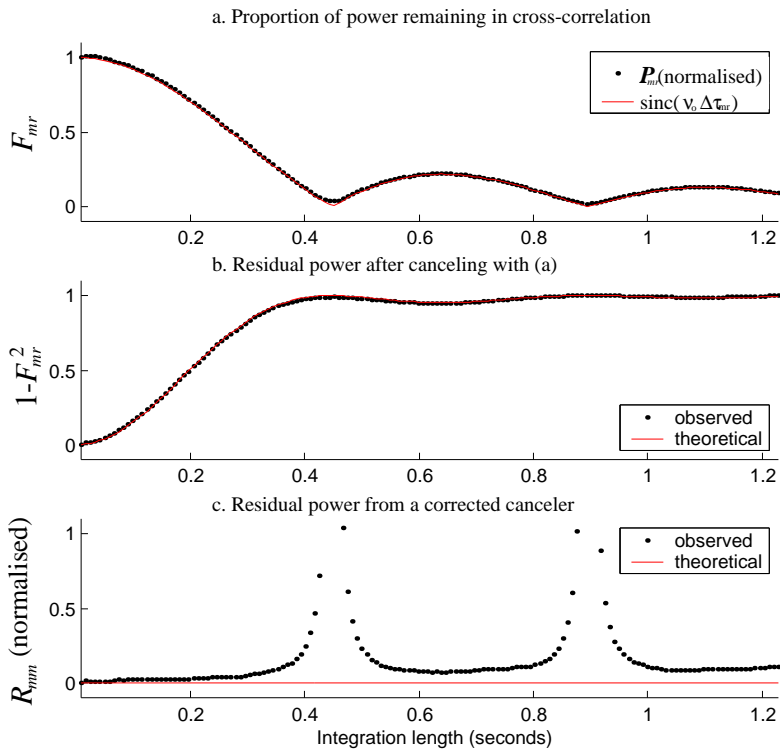 a. Proportion of power remaining in cross-correlation
1
0.5
0
F_mr
P_mr(normalised)
sinc(ν_o Δτ_mr)
0.2 0.4 0.6 0.8 1 1.2
b. Residual power after canceling with (a)
1
0.5
0
1-F_mr^2
observed
theoretical
0.2 0.4 0.6 0.8 1 1.2
c. Residual power from a corrected canceler
1
0.5
0
R_mm (normalised)
observed
theoretical
0.2 0.4 0.6 0.8 1 1.2
Integration length (seconds)